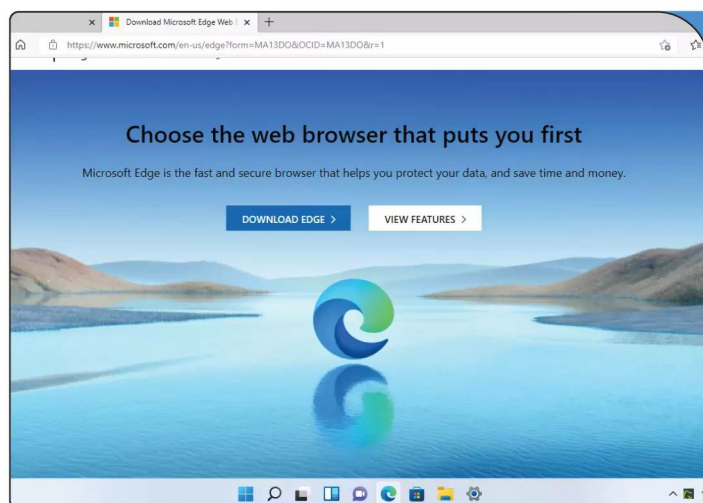 Download Microsoft Edge Web
https://www.microsoft.com/en-us/edge?form=MA13DO&OCID=MA13DO&r=1
Choose the web browser that puts you first
Microsoft Edge is the fast and secure browser that helps you protect your data, and save time and money.
DOWNLOAD EDGE >
VIEW FEATURES >